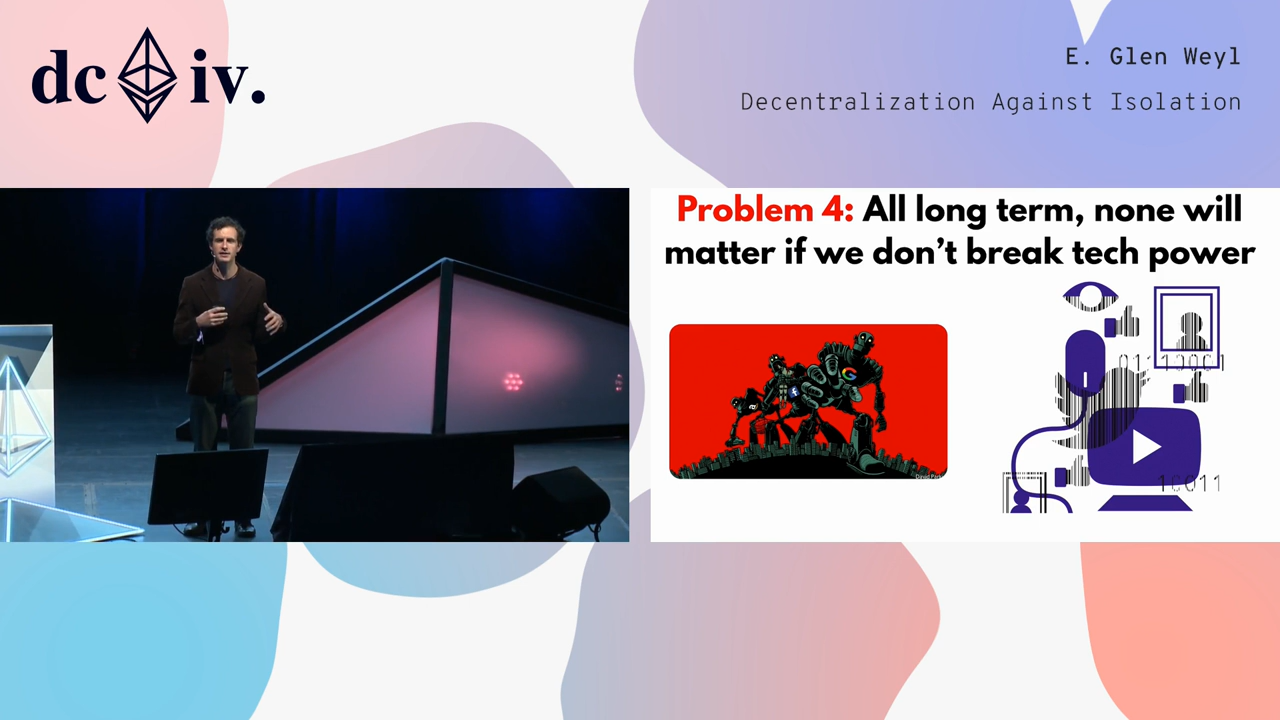 dc iv.
E. Glen Weyl
Decentralization Against Isolation
Problem 4: All long term, none will
matter if we don't break tech power
10011